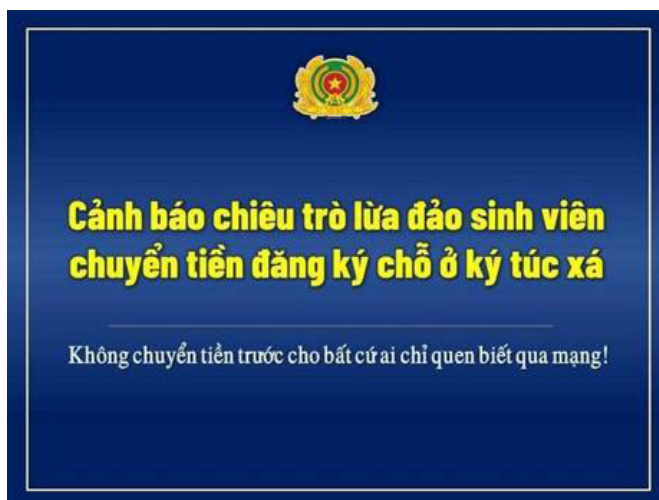 Cảnh báo chiêu trò lừa đảo sinh viên
chuyển tiền đăng ký chỗ ở ký túc xá
Không chuyển tiền trước cho bất cứ ai chỉ quen biết qua mạng!